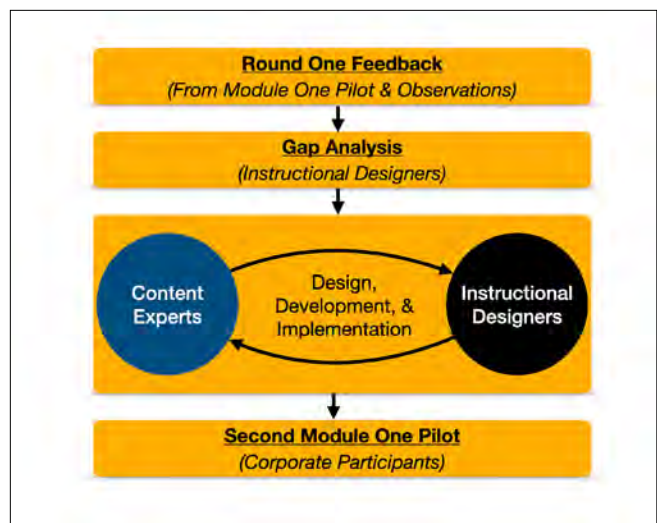 Round One Feedback
(From Module One Pilot & Observations)
Gap Analysis
(Instructional Designers)
Content
Experts
Design,
Development, &
Implementation
Instructional
Designers
Second Module One Pilot
(Corporate Participants)